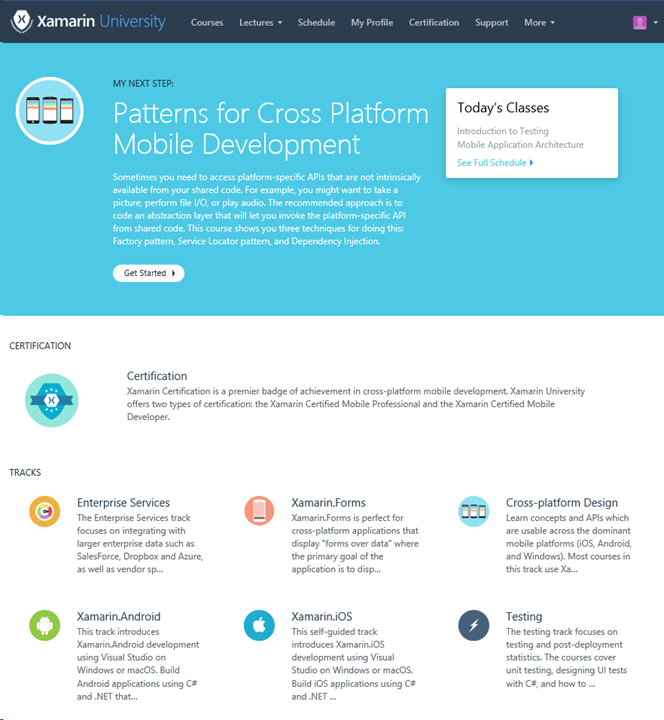 Xamarin University
Courses Lectures Schedule My Profile Certification Support More
MY NEXT STEP:
Patterns for Cross Platform
Mobile Development
Sometimes you need to access platform-specific APIs that are not intrinsically
available from your shared code. For example, you might want to take a
picture, perform file I/O, or play audio. The recommended approach is to
code an abstraction layer that will let you invoke the platform-specific API
from shared code. This course shows you three techniques for doing this:
Factory pattern, Service Locator pattern, and Dependency Injection.
Get Started
Today's Classes
Introduction to Testing
Mobile Application Architecture
See Full Schedule
CERTIFICATION
Certification
Xamarin Certification is a premier badge of achievement in cross-platform mobile development. Xamarin University
offers two types of certification: the Xamarin Certified Mobile Professional and the Xamarin Certified Mobile
Developer.
TRACKS
Enterprise Services
The Enterprise Services track
focuses on integrating with
larger enterprise data such as
SalesForce, Dropbox and Azure,
as well as vendor sp...
Xamarin.Forms
Xamarin.Forms is perfect for
cross-platform applications that
display "forms over data" where
the primary goal of the
application is to disp...
Cross-platform Design
Learn concepts and APIs which
are usable across the dominant
mobile platforms (iOS, Android,
and Windows). Most courses in
this track use Xa...
Xamarin.Android
This track introduces
Xamarin.Android development
using Visual Studio on
Windows or macOS. Build
Android applications using C#
and .NET that...
Xamarin.iOS
This self-guided track
introduces Xamarin.iOS
development using Visual
Studio on Windows or macOS.
Build iOS applications using C#
and .NET ...
Testing
The testing track focuses on
testing and post-deployment
statistics. The courses cover
unit testing, designing UI tests
with C#, and how to ...